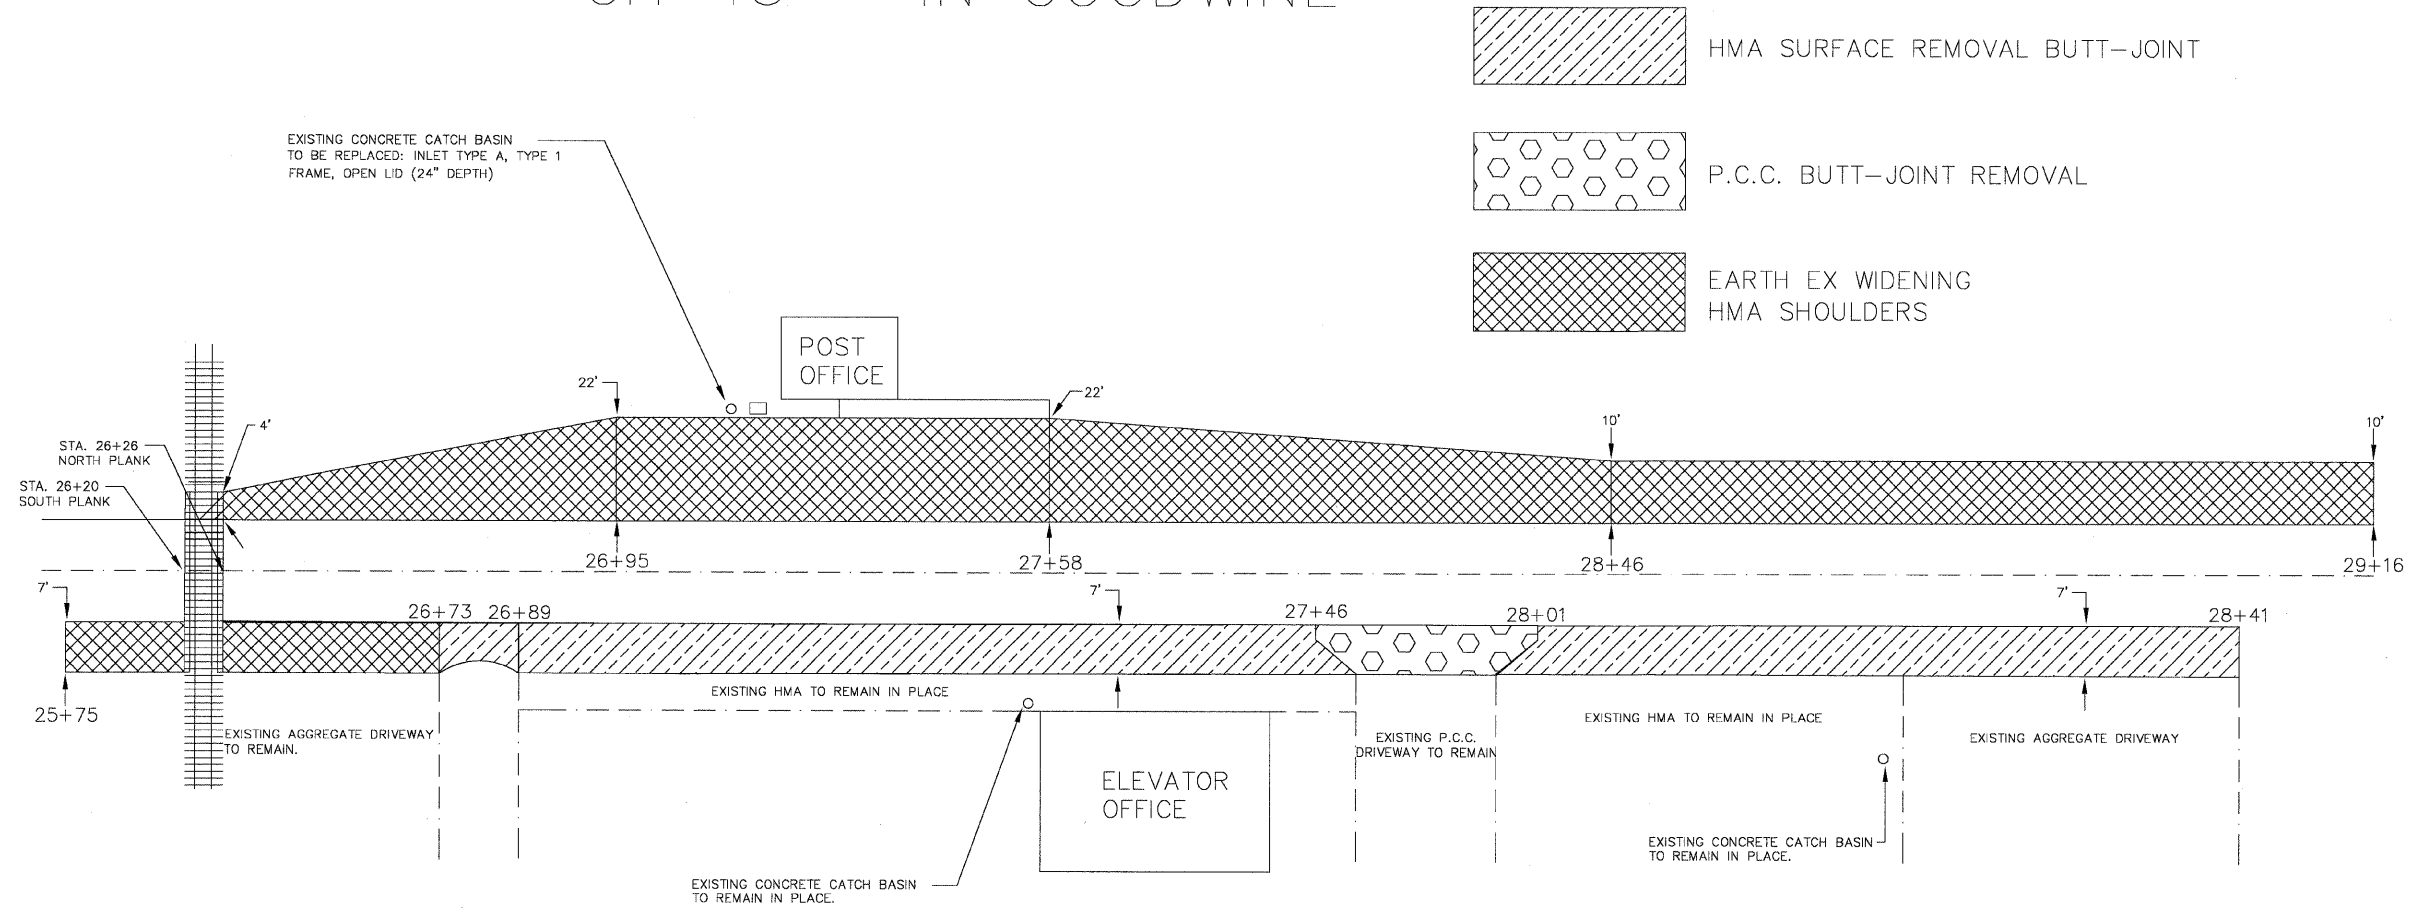 HMA SURFACE REMOVAL BUTT-JOINT
P.C.C. BUTT-JOINT REMOVAL
EARTH EX WIDENING
HMA SHOULDERS
EXISTING CONCRETE CATCH BASIN
TO BE REPLACED: INLET TYPE A, TYPE 1
FRAME, OPEN LID (24" DEPTH)
POST
OFFICE
22'
22'
4'
10'
10'
STA. 26+26
NORTH PLANK
STA. 26+20
SOUTH PLANK
26+95
27+58
28+46
29+16
7'
7'
7'
26+73
26+89
27+46
28+01
28+41
25+75
EXISTING HMA TO REMAIN IN PLACE
EXISTING AGGREGATE DRIVEWAY
TO REMAIN.
EXISTING P.C.C.
DRIVEWAY TO REMAIN
EXISTING HMA TO REMAIN IN PLACE
EXISTING AGGREGATE DRIVEWAY
ELEVATOR
OFFICE
EXISTING CONCRETE CATCH BASIN
TO REMAIN IN PLACE.
EXISTING CONCRETE CATCH BASIN
TO REMAIN IN PLACE.